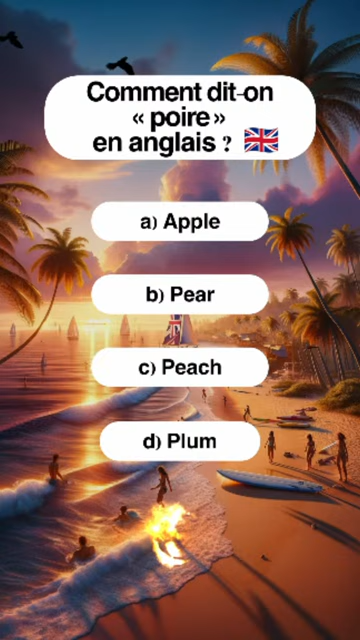 Comment dit-on
« poire »
en anglais ?
a) Apple
b) Pear
c) Peach
d) Plum